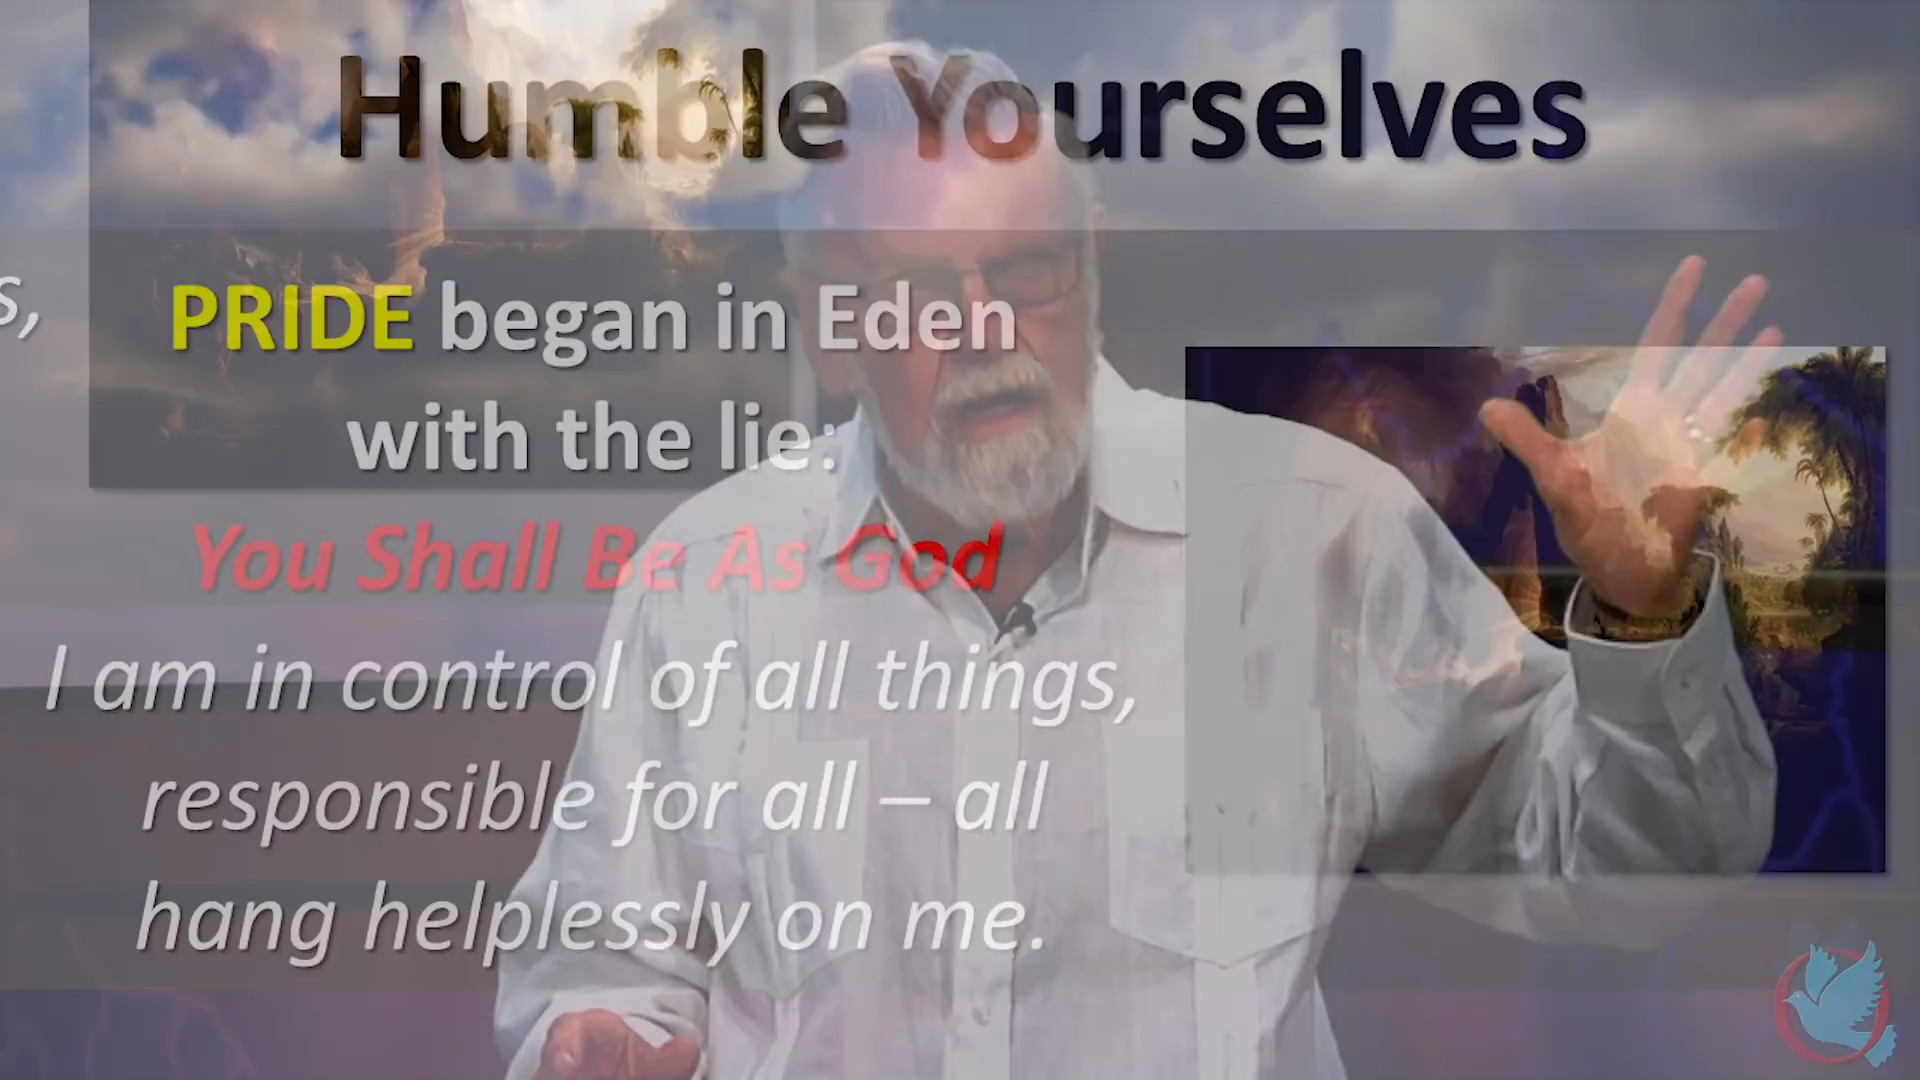 Humble Yourselves
s,
PRIDE began in Eden
with the lie:
You Shall Be As God
I am in control of all things,
responsible for all – all
hang helplessly on me.